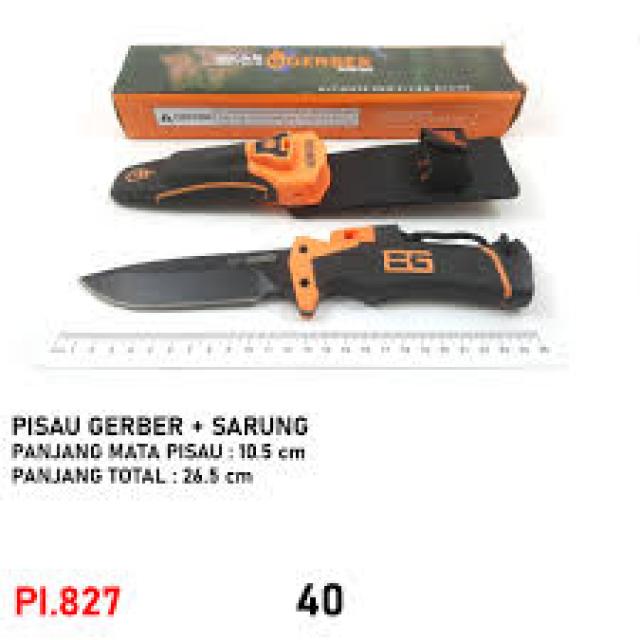 GERBER
BG
PISAU GERBER + SARUNG
PANJANG MATA PISAU : 10.5 cm
PANJANG TOTAL : 26.5 cm
PI.827
40